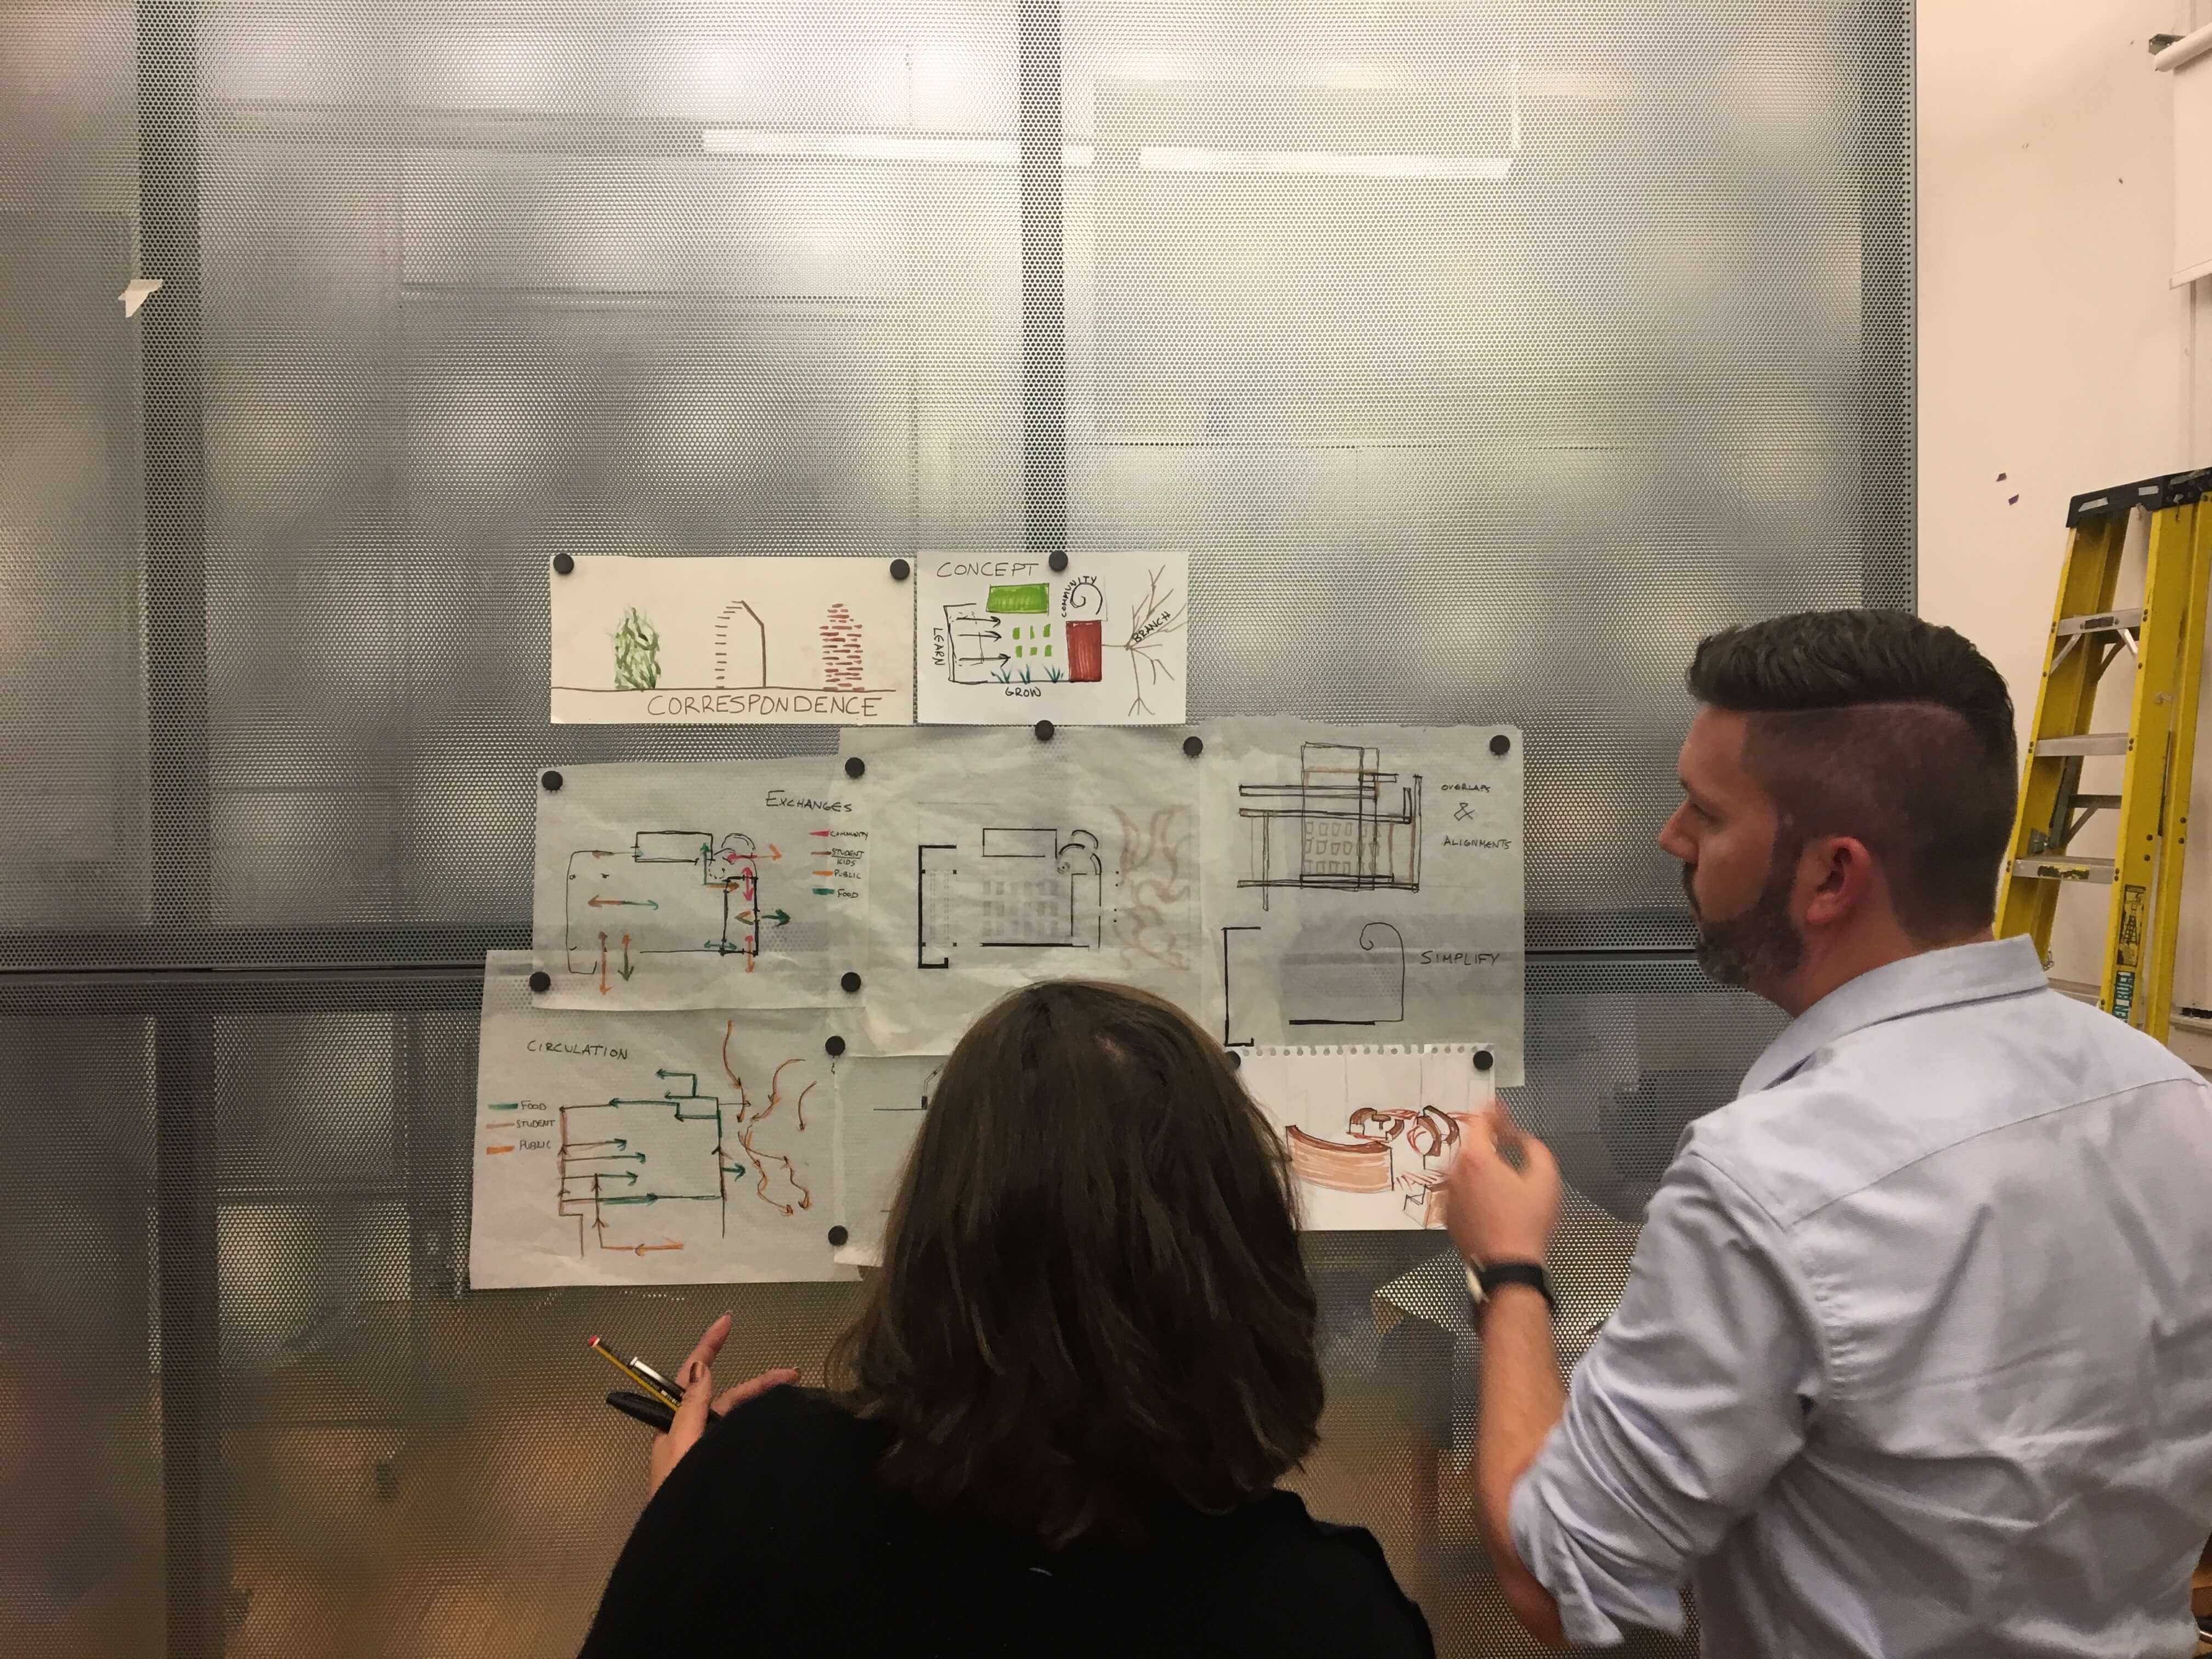 CORRESPONDENCE
CONCEPT
COMMUNITY
LEARN
BRANCH
GROW
EXCHANGES
COMMUNITY
STUDENT
KIDS
PUBLIC
FOOD
OVERLAPS
&
ALIGNMENTS
SIMPLIFY
CIRCULATION
FOOD
STUDENT
PUBLIC